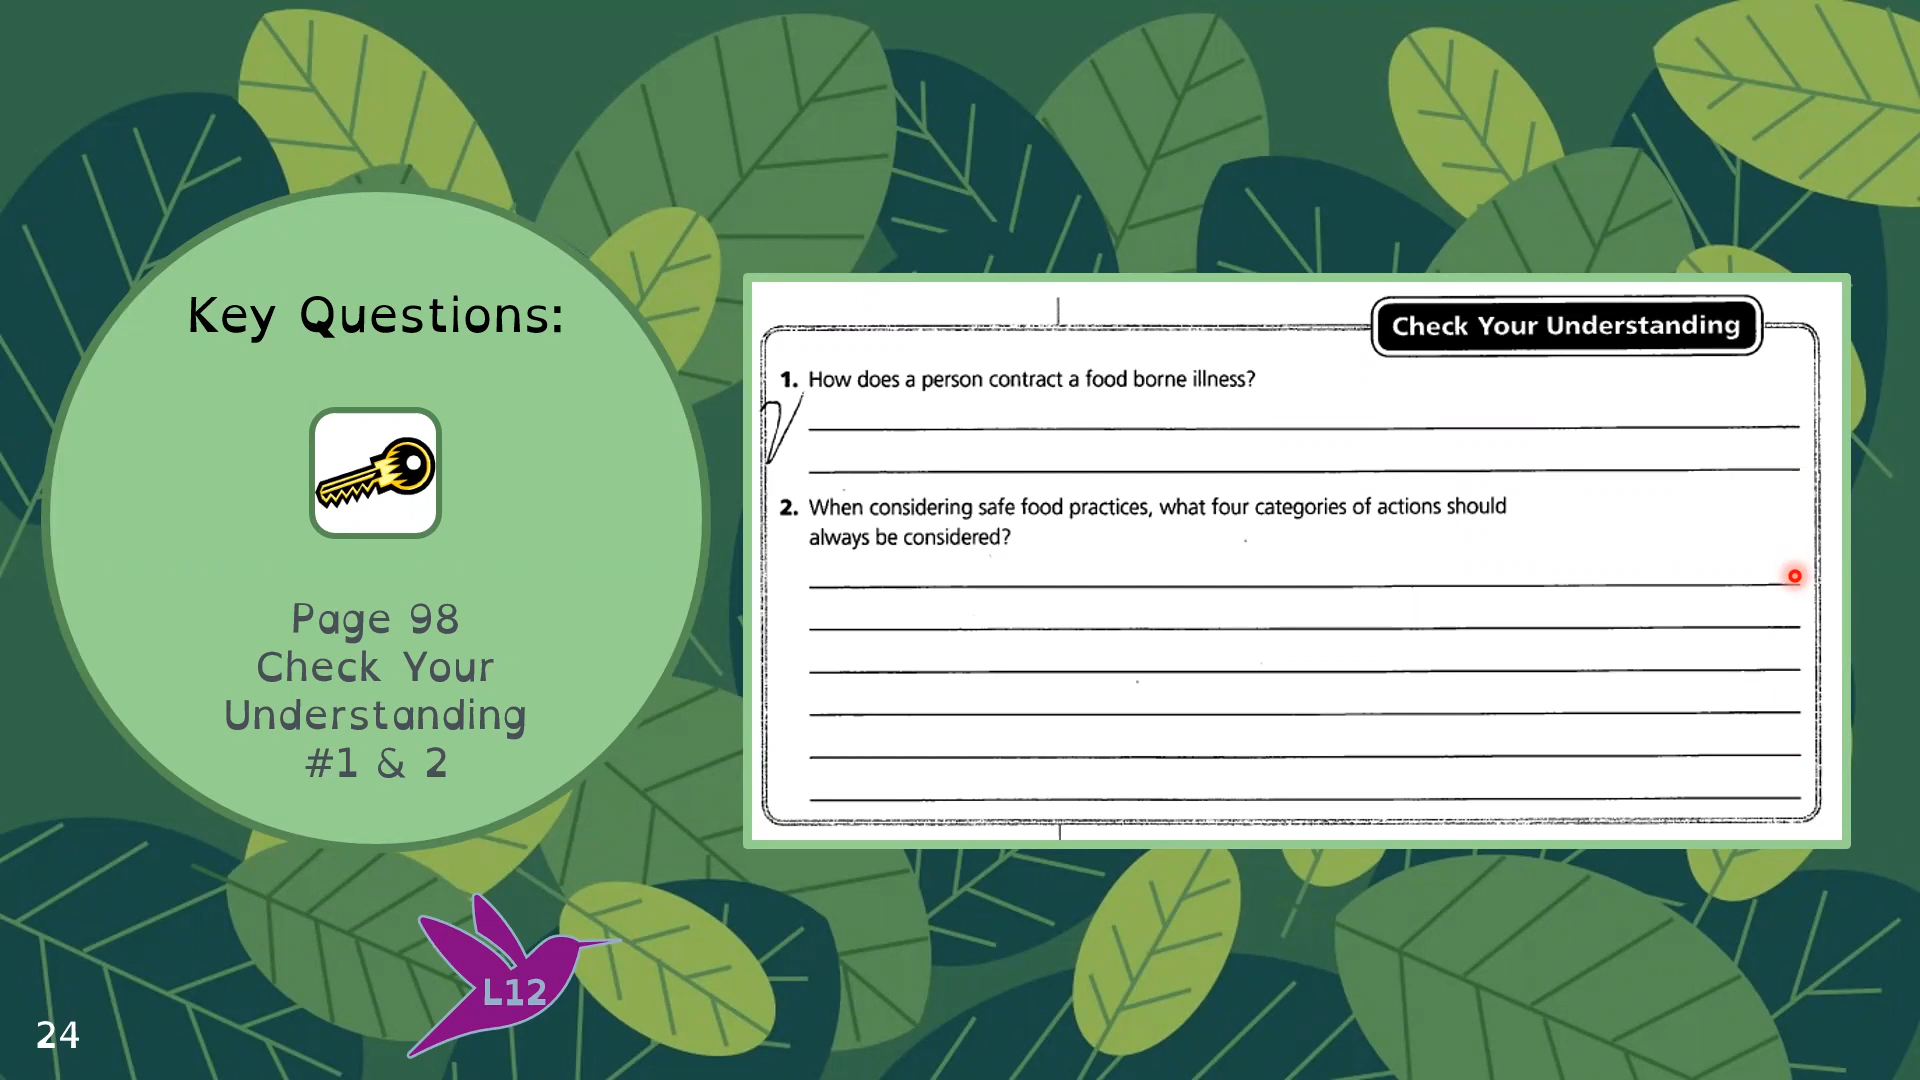 Key Questions:
Page 98
Check Your
Understanding
#1 & 2
Check Your Understanding
1. How does a person contract a food borne illness?
2. When considering safe food practices, what four categories of actions should
always be considered?
L12
24